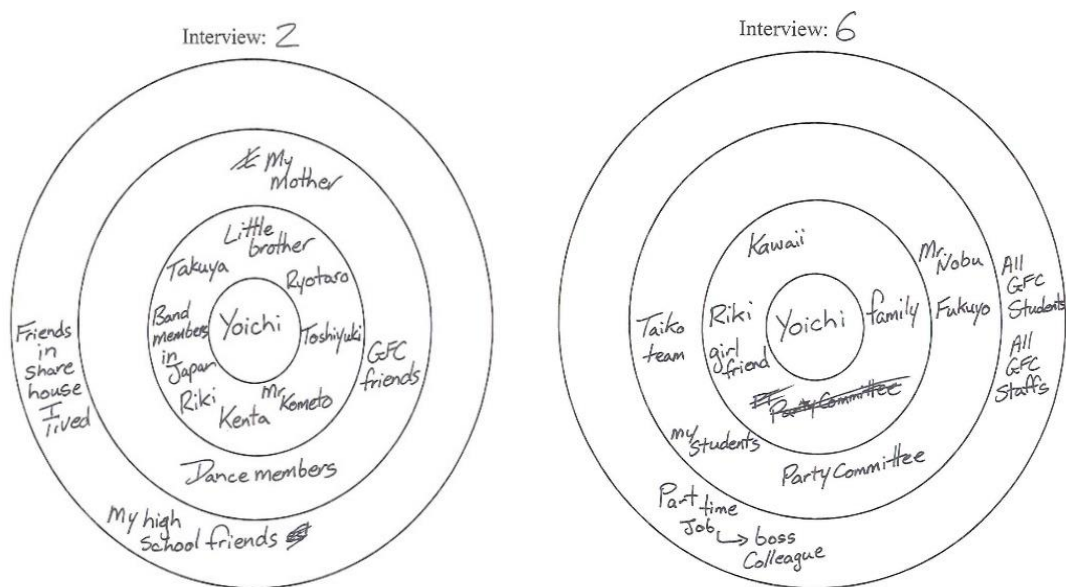 Interview: 2
My
mother
Little
brother
Takuya
Ryotaro
Band
members
in
Japan
Yoichi
Toshiyuki
GFC
friends
Riki
Kenta
Mr. Kometo
Friends
in
share
house
I
lived
Dance members
My high
School friends
Interview: 6
Kawaii
Mr.
Nobu
All
GFC
Students
Taiko
team
Riki
girl
friend
Yoichi
family
Fukuyo
All
GFC
Staffs
Party Committee
my Students
Party Committee
Part time
Job
→ boss
Colleague